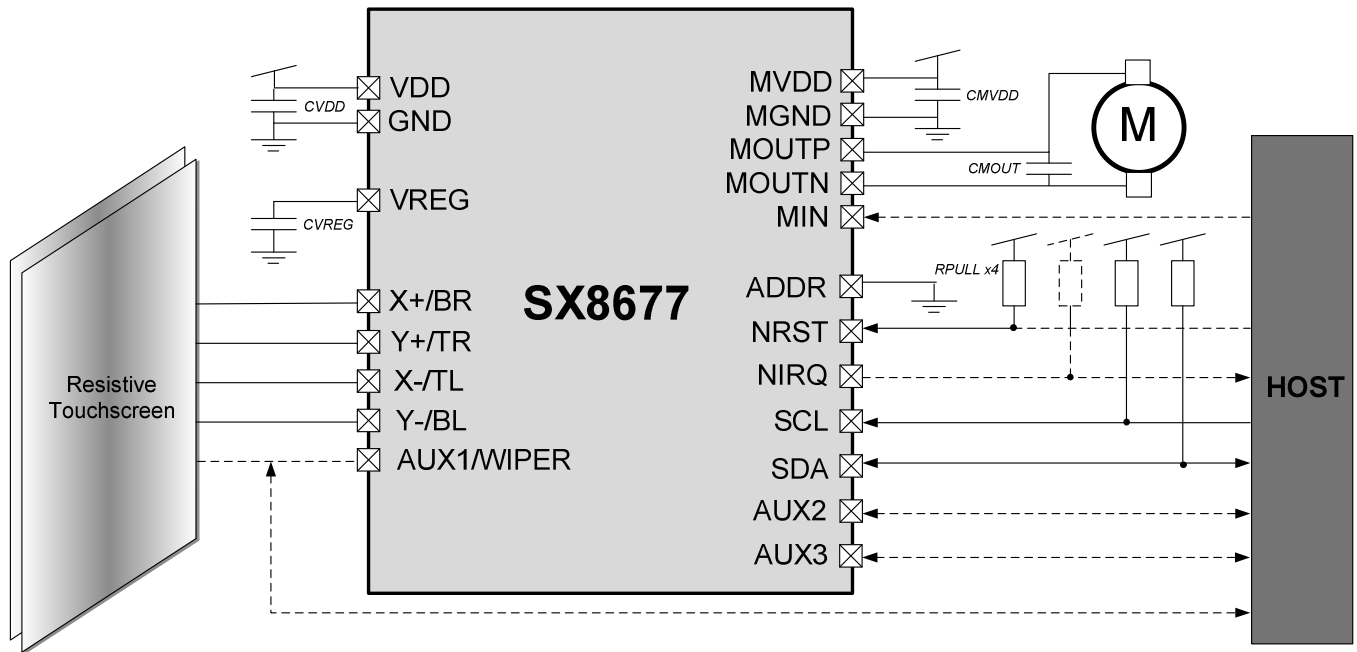 VDD
GND
VREG
X+/BR
Y+/TR
X-/TL
Y-/BL
AUX1/WIPER
CVDD
CVREG
Resistive
Touchscreen
SX8677
MVDD
MGND
MOUTP
MOUTN
MIN
ADDR
NRST
NIRQ
SCL
SDA
AUX2
AUX3
CMVDD
CMOUT
M
RPULL x4
HOST